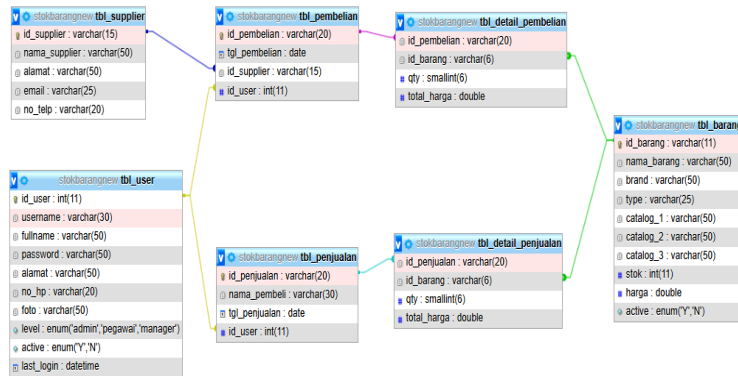 stokbarangnew tbl_supplier
id_supplier : varchar(15)
nama_supplier : varchar(50)
alamat : varchar(50)
email : varchar(25)
no_telp : varchar(20)
stokbarangnew tbl_pembelian
id_pembelian : varchar(20)
tgl_pembelian : date
id_supplier : varchar(15)
id_user : int(11)
stokbarangnew tbl_detail_pembelian
id_pembelian : varchar(20)
id_barang : varchar(6)
qty : smallint(6)
total_harga : double
stokbarangnew tbl_barang
id_barang : varchar(11)
nama_barang : varchar(50)
brand : varchar(50)
type : varchar(25)
catalog_1 : varchar(50)
catalog_2 : varchar(50)
catalog_3 : varchar(50)
stok : int(11)
harga : double
active : enum('Y','N')
stokbarangnew tbl_user
id_user : int(11)
username : varchar(30)
fullname : varchar(50)
password : varchar(50)
alamat : varchar(50)
no_hp : varchar(20)
foto : varchar(50)
level : enum('admin','pegawai','manager')
active : enum('Y','N')
last_login : datetime
stokbarangnew tbl_penjualan
id_penjualan : varchar(20)
nama_pembeli : varchar(30)
tgl_penjualan : date
id_user : int(11)
stokbarangnew tbl_detail_penjualan
id_penjualan : varchar(20)
id_barang : varchar(6)
qty : smallint(6)
total_harga : double